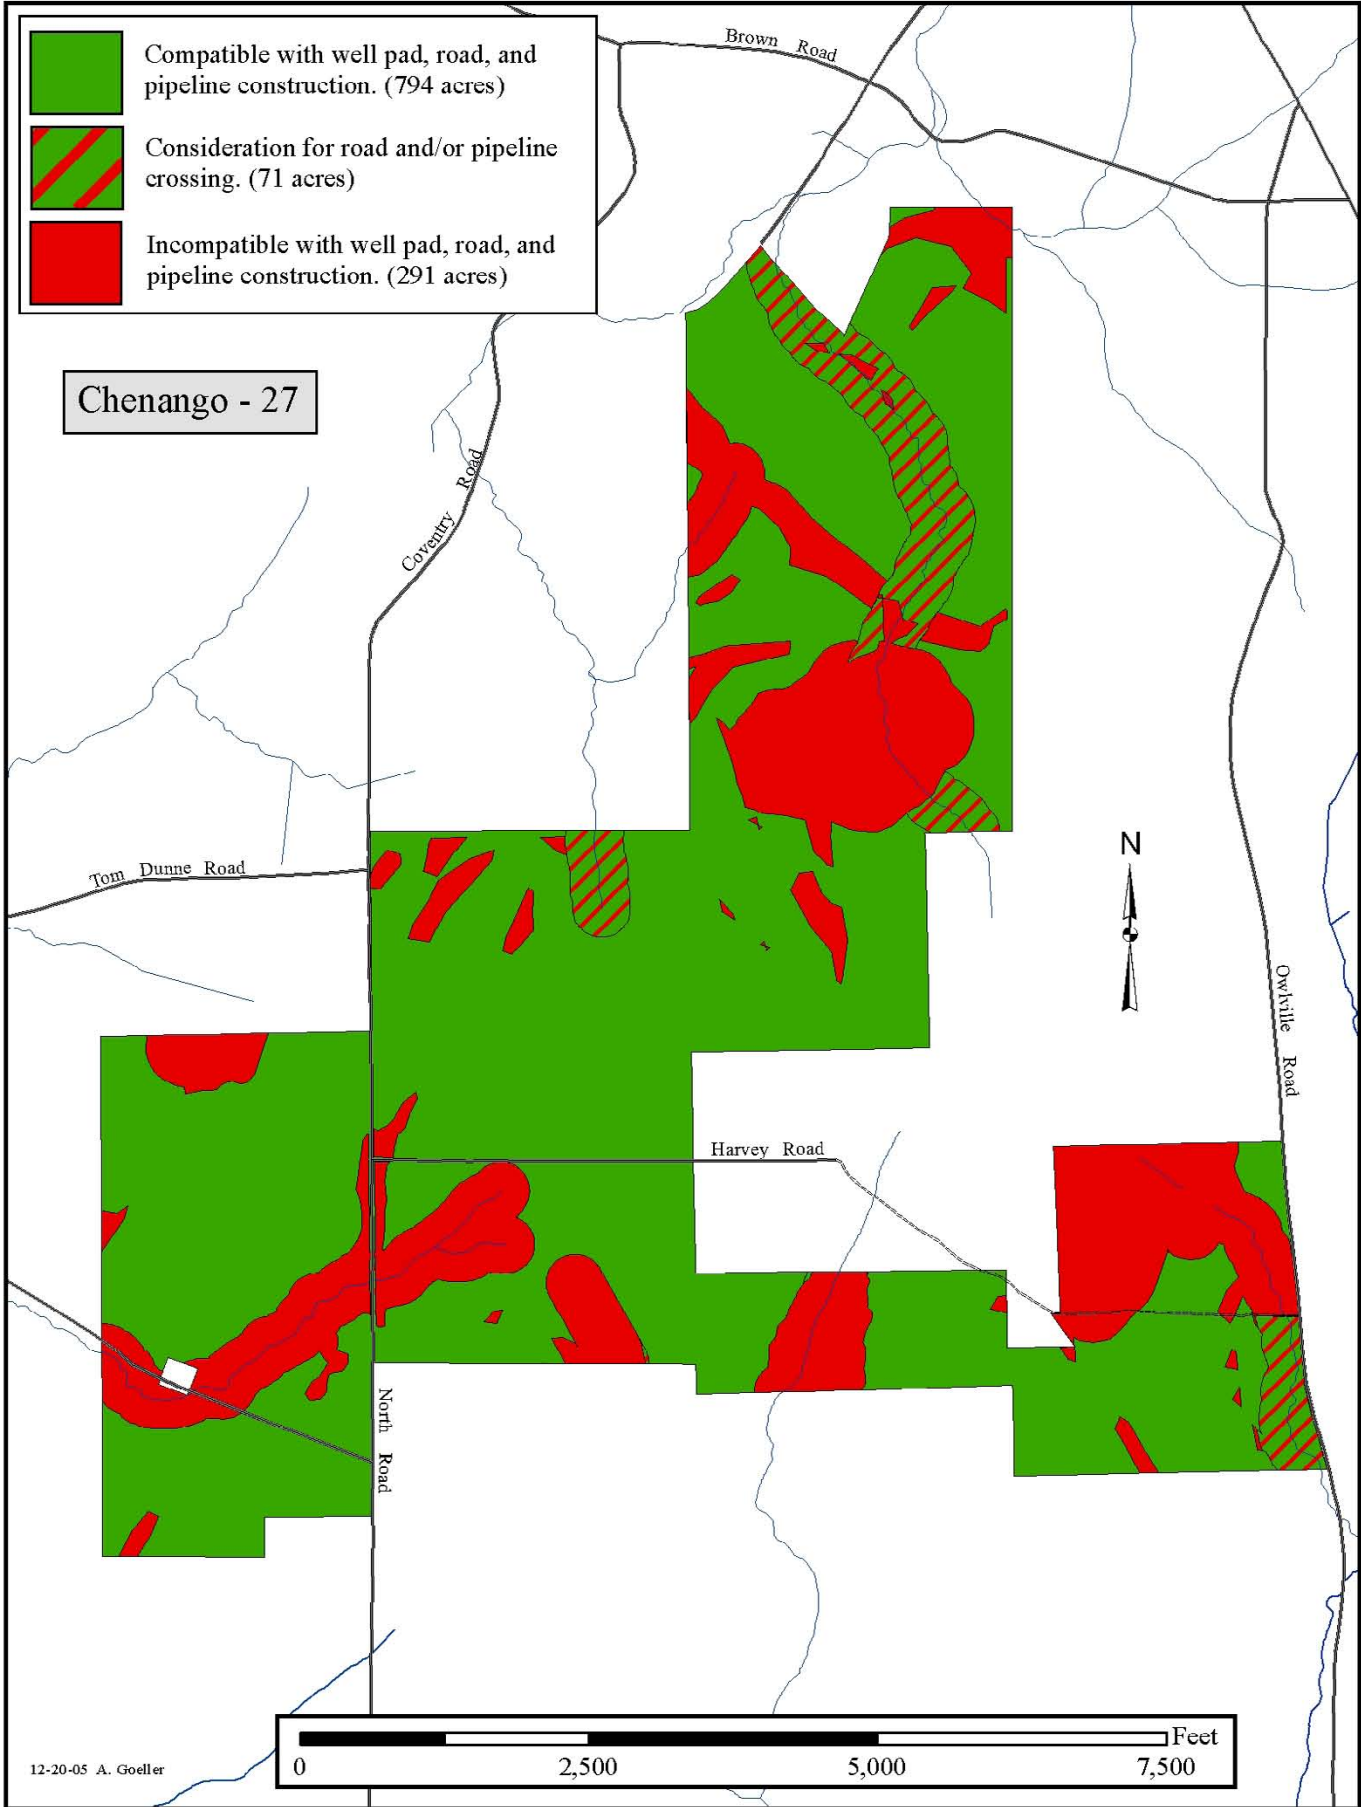 Compatible with well pad, road, and
pipeline construction. (794 acres)
Consideration for road and/or pipeline
crossing. (71 acres)
Incompatible with well pad, road, and
pipeline construction. (291 acres)
Brown Road
Chenango - 27
Coventry Road
Tom Dunne Road
N
Owlville Road
Harvey Road
North Road
Feet
0 2,500 5,000 7,500
12-20-05 A. Goeller